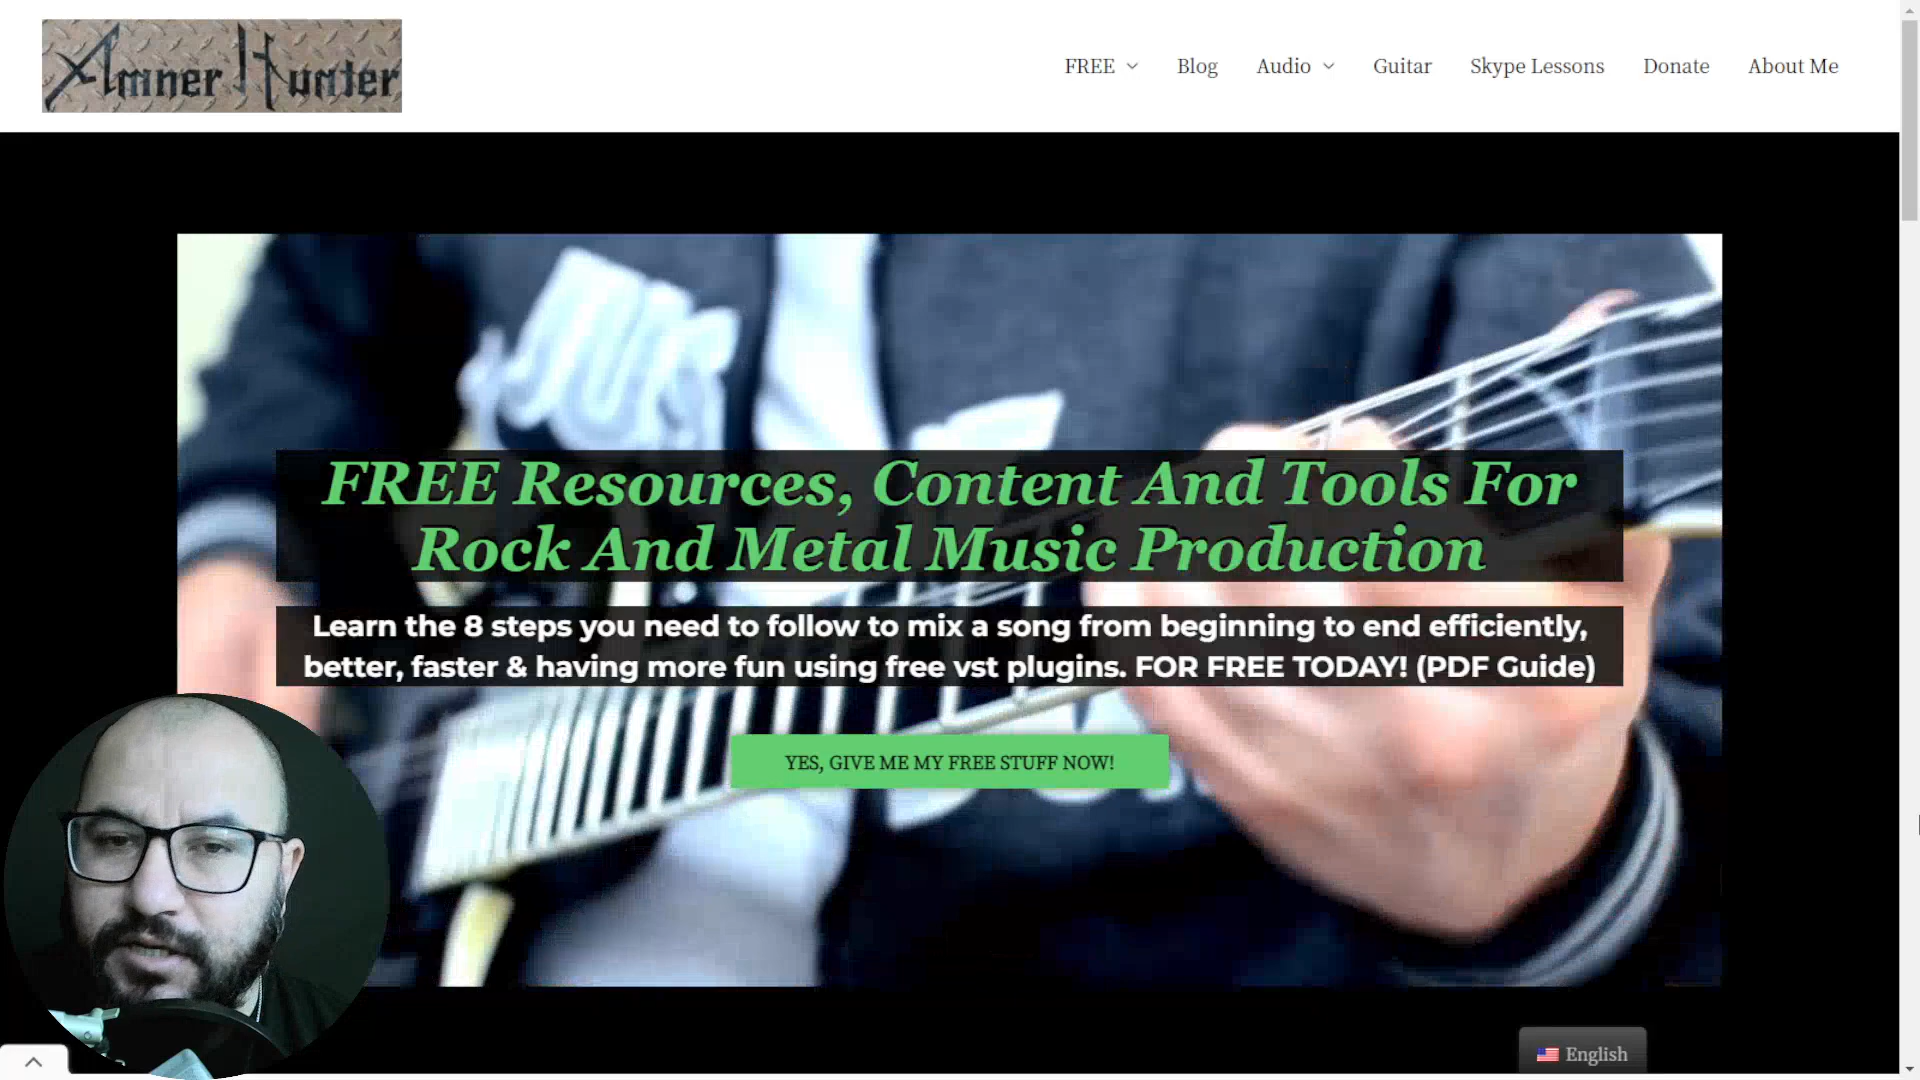 Amner Hunter
FREE
Blog
Audio
Guitar
Skype Lessons
Donate
About Me
FREE Resources, Content And Tools For
Rock And Metal Music Production
Learn the 8 steps you need to follow to mix a song from beginning to end efficiently,
better, faster & having more fun using free vst plugins. FOR FREE TODAY! (PDF Guide)
YES, GIVE ME MY FREE STUFF NOW!
English